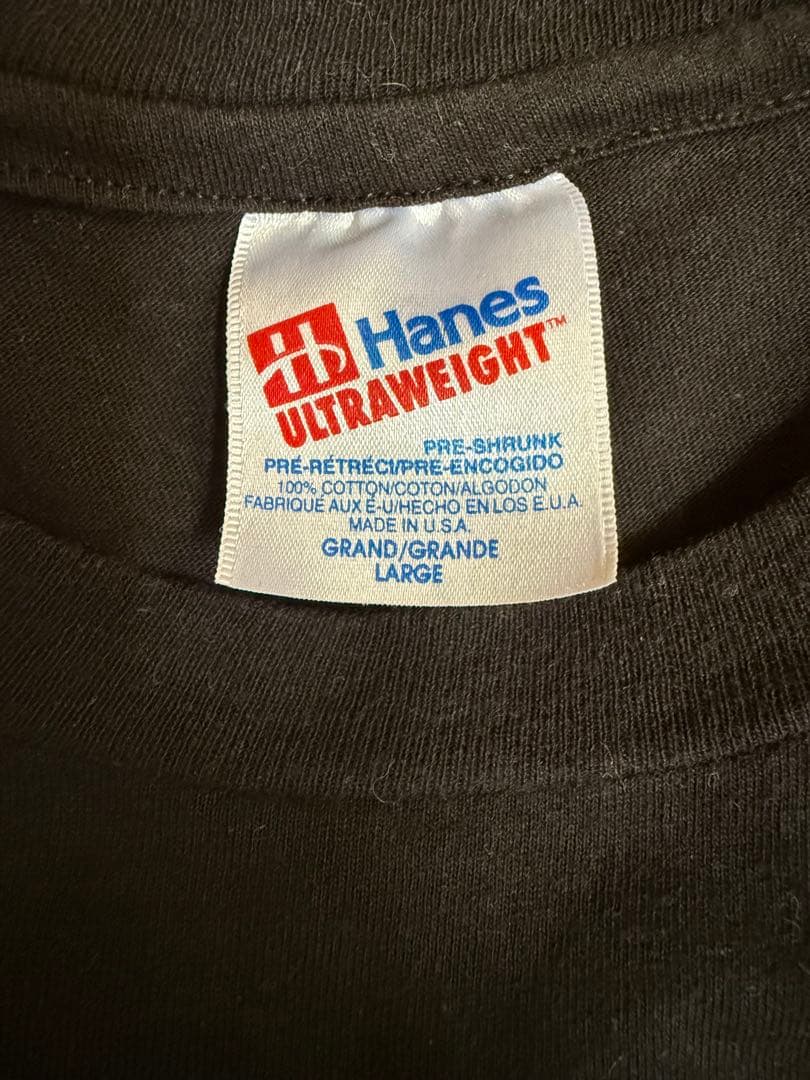 Hanes
ULTRAWEIGHT™
PRE-SHRUNK
PRÉ-RÉTRÉCI/PRE-ENCOGIDO
100% COTTON/COTON/ALGODON
FABRIQUÉ AUX É-U/HECHO EN LOS E.U.A.
MADE IN U.S.A.
GRAND/GRANDE
LARGE